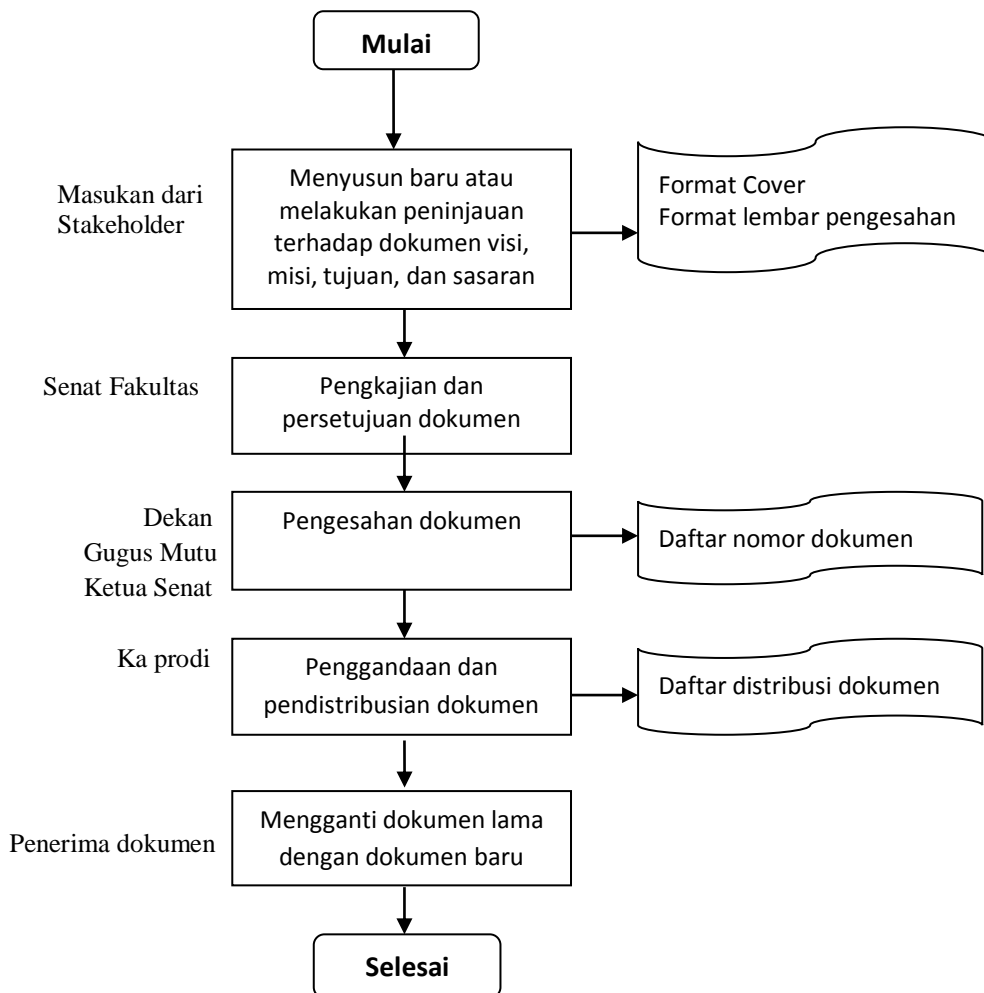 Mulai
Masukan dari
Stakeholder
Menyusun baru atau
melakukan peninjauan
terhadap dokumen visi,
misi, tujuan, dan sasaran
Format Cover
Format lembar pengesahan
Senat Fakultas
Pengkajian dan
persetujuan dokumen
Dekan
Gugus Mutu
Ketua Senat
Pengesahan dokumen
Daftar nomor dokumen
Ka prodi
Penggandaan dan
pendistribusian dokumen
Daftar distribusi dokumen
Penerima dokumen
Mengganti dokumen lama
dengan dokumen baru
Selesai